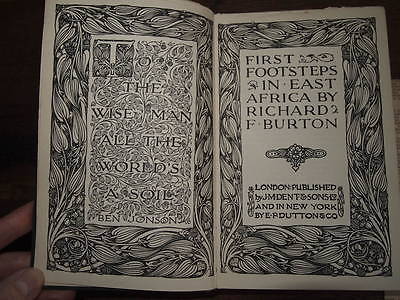 TO
THE
WISE MAN
ALL THE
WORLD'S
A SOIL
BEN JONSON
FIRST
FOOTSTEPS
IN EAST
AFRICA BY
RICHARD
F BURTON
LONDON: PUBLISHED
by J. M. DENT & SONS Ltd
AND IN NEW YORK
BY E. P. DUTTON & CO